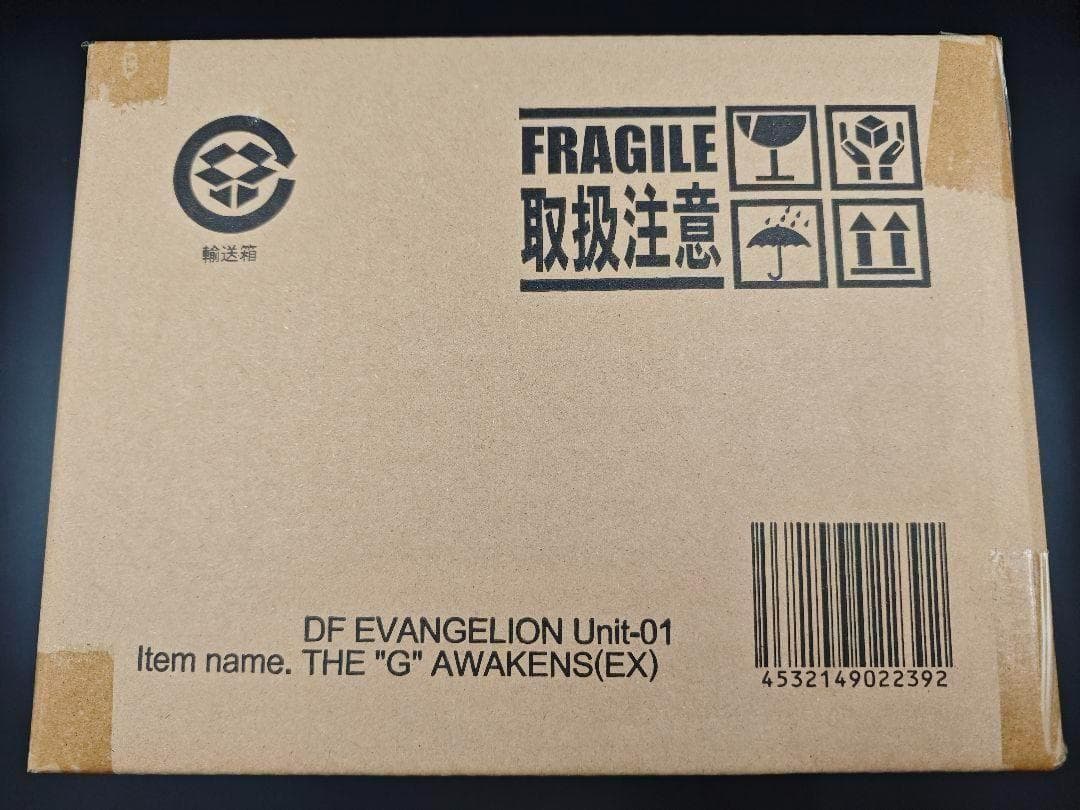 輸送箱
FRAGILE
取扱注意
DF EVANGELION Unit-01
Item name. THE "G" AWAKENS(EX)
4532149022392